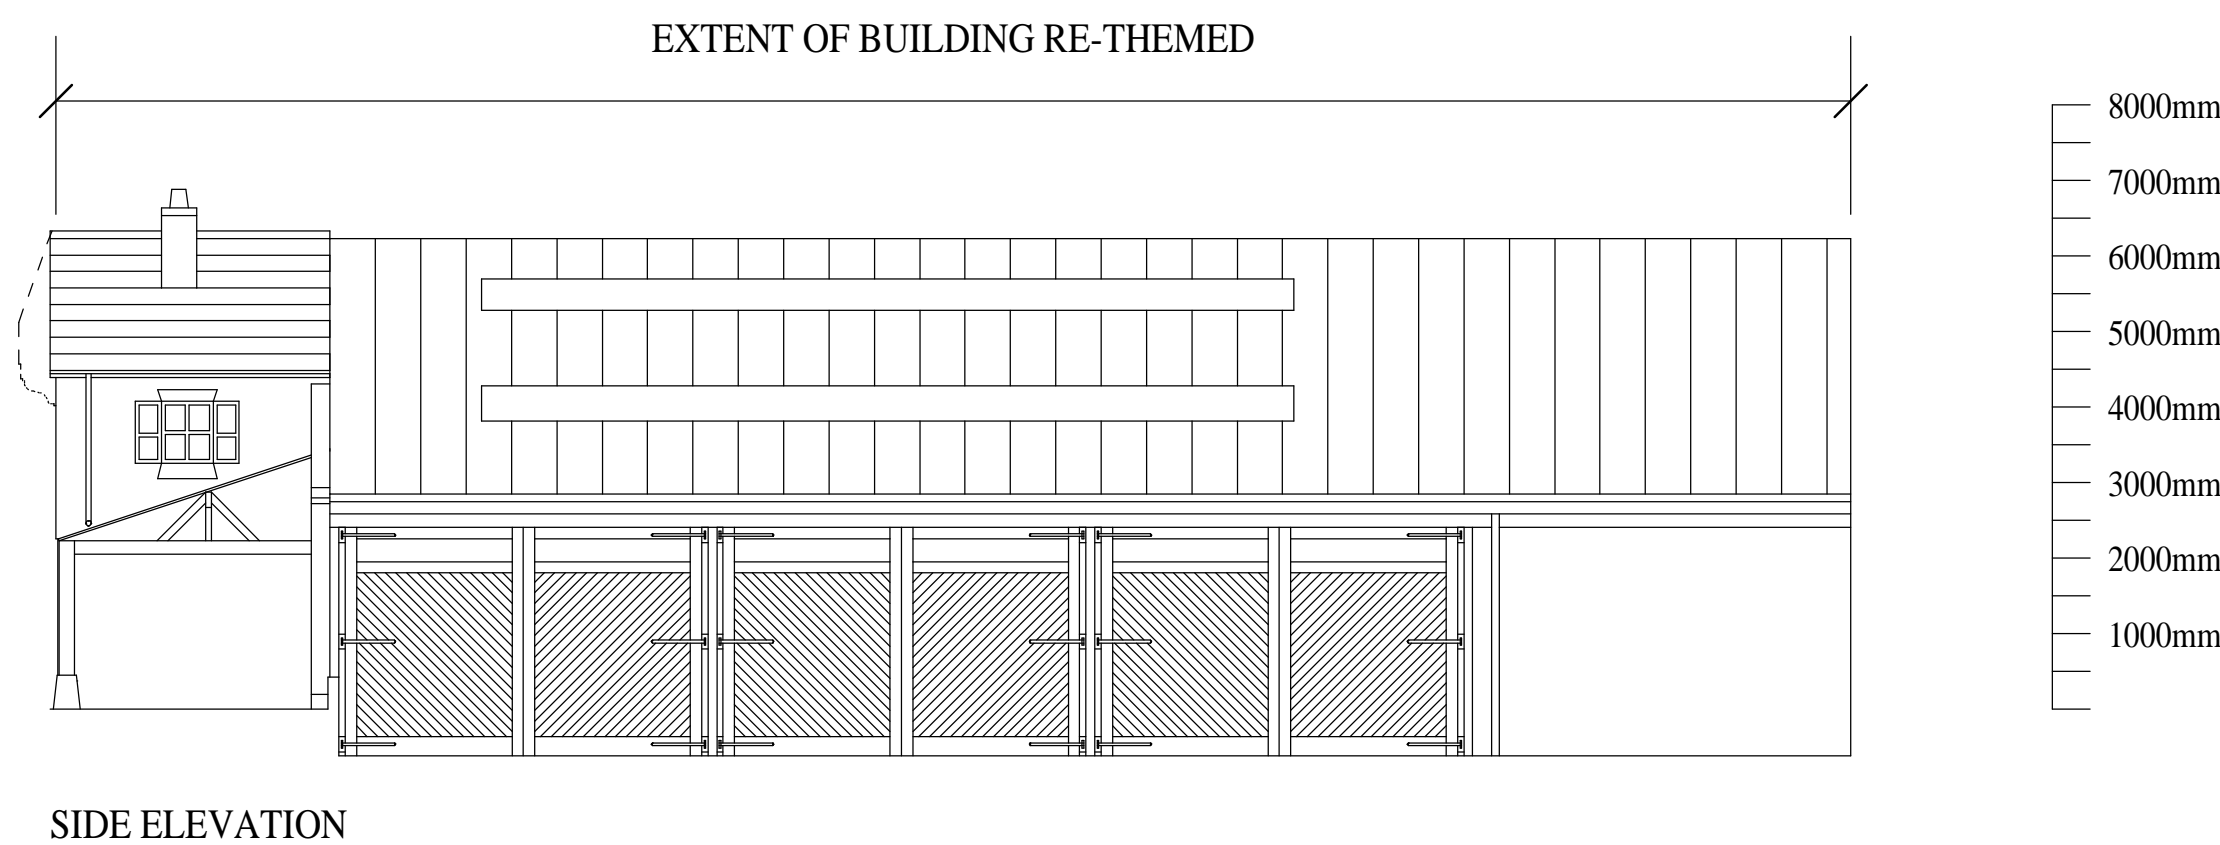 EXTENT OF BUILDING RE-THEMED
8000mm
7000mm
6000mm
5000mm
4000mm
3000mm
2000mm
1000mm
SIDE ELEVATION